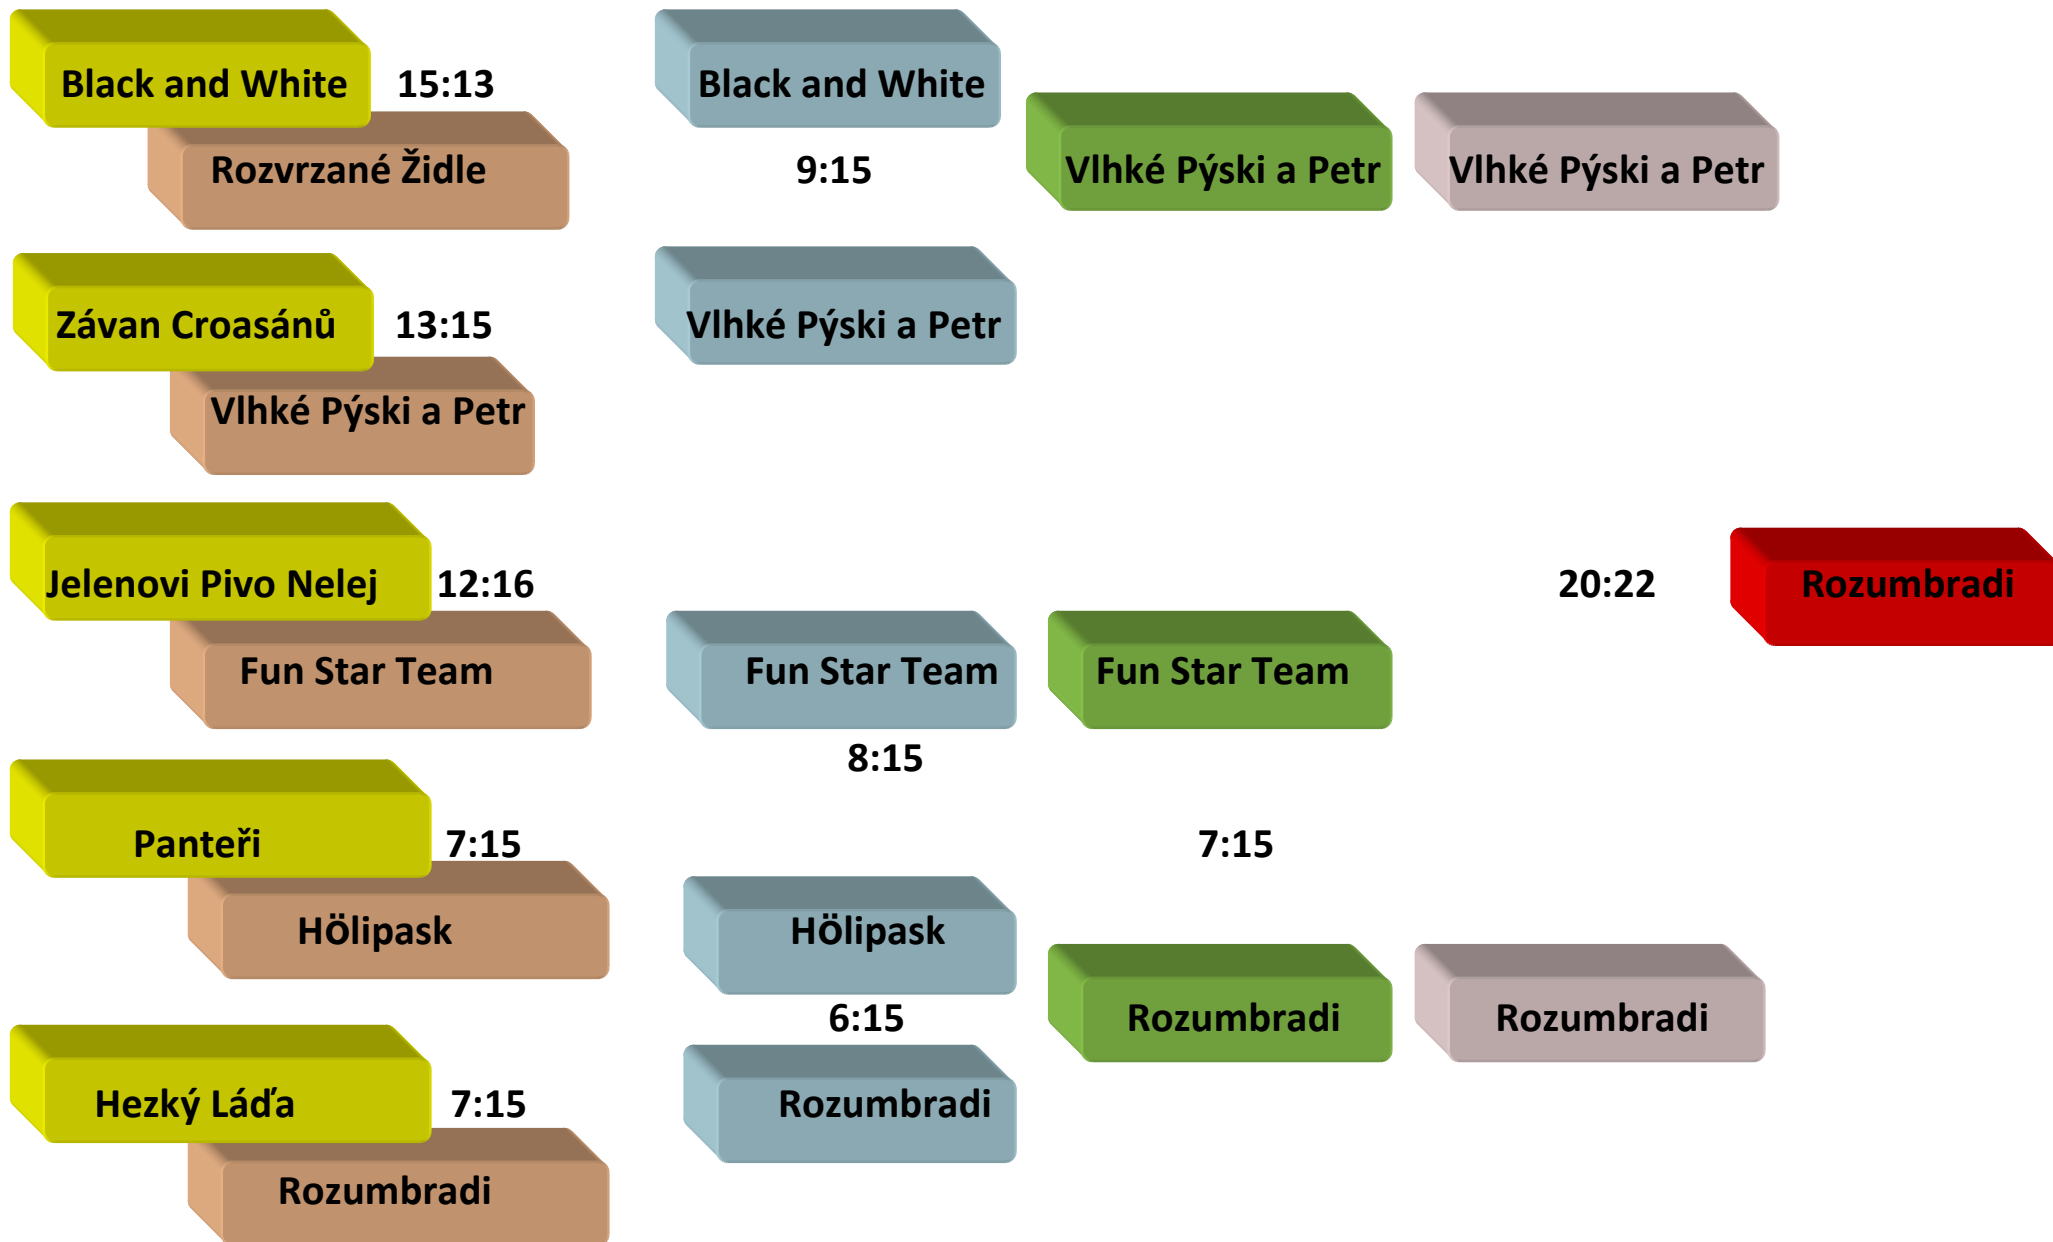 Black and White 15:13 Black and White
Rozvrzané Židle 9:15 Vlhké Pýski a Petr Vlhké Pýski a Petr
Závan Croasánů 13:15 Vlhké Pýski a Petr
Vlhké Pýski a Petr
Jelenovi Pivo Nelej 12:16 20:22 Rozumbradi
Fun Star Team Fun Star Team Fun Star Team
8:15
Panteři 7:15 7:15
Hölipask Hölipask
6:15 Rozumbradi Rozumbradi
Hezký Láďa 7:15 Rozumbradi
Rozumbradi